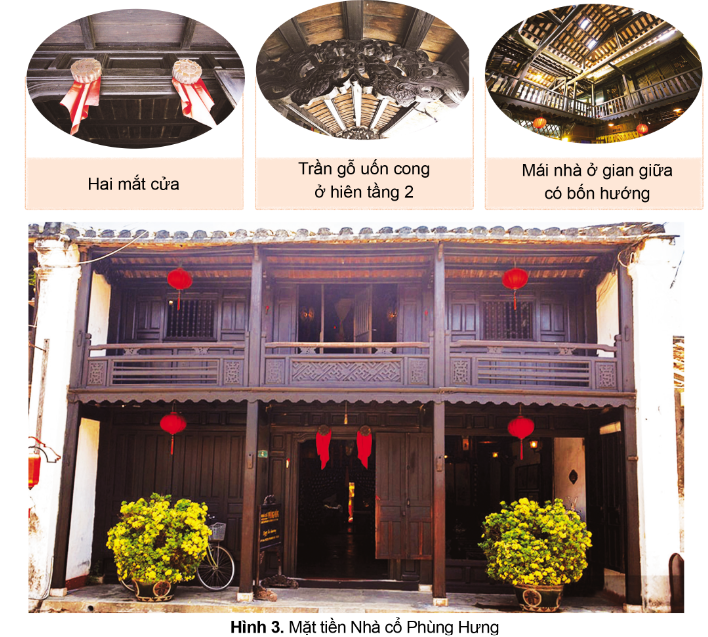 Hai mắt cửa
Trần gỗ uốn cong
ở hiên tầng 2
Mái nhà ở gian giữa
có bốn hướng
Hình 3. Mặt tiền Nhà cổ Phùng Hưng